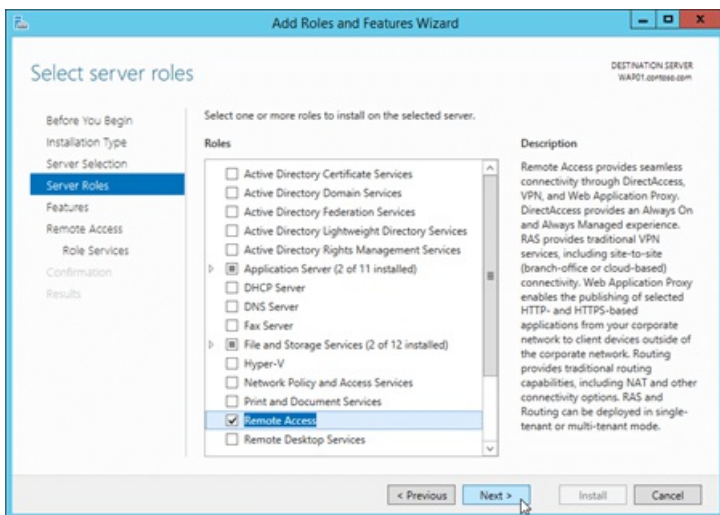 Add Roles and Features Wizard
Select server roles
DESTINATION SERVER
WAP01.contoso.com
Before You Begin
Installation Type
Server Selection
Server Roles
Features
Remote Access
Role Services
Confirmation
Results
Select one or more roles to install on the selected server.
Roles
Active Directory Certificate Services
Active Directory Domain Services
Active Directory Federation Services
Active Directory Lightweight Directory Services
Active Directory Rights Management Services
Application Server (2 of 11 installed)
DHCP Server
DNS Server
Fax Server
File and Storage Services (2 of 12 installed)
Hyper-V
Network Policy and Access Services
Print and Document Services
Remote Access
Remote Desktop Services
Description
Remote Access provides seamless
connectivity through DirectAccess,
VPN, and Web Application Proxy.
DirectAccess provides an Always On
and Always Managed experience.
RAS provides traditional VPN
services, including site-to-site
(branch-office or cloud-based)
connectivity. Web Application Proxy
enables the publishing of selected
HTTP- and HTTPS-based
applications from your corporate
network to client devices outside of
the corporate network. Routing
provides traditional routing
capabilities, including NAT and other
connectivity options. RAS and
Routing can be deployed in single-
tenant or multi-tenant mode.
< Previous
Next >
Install
Cancel